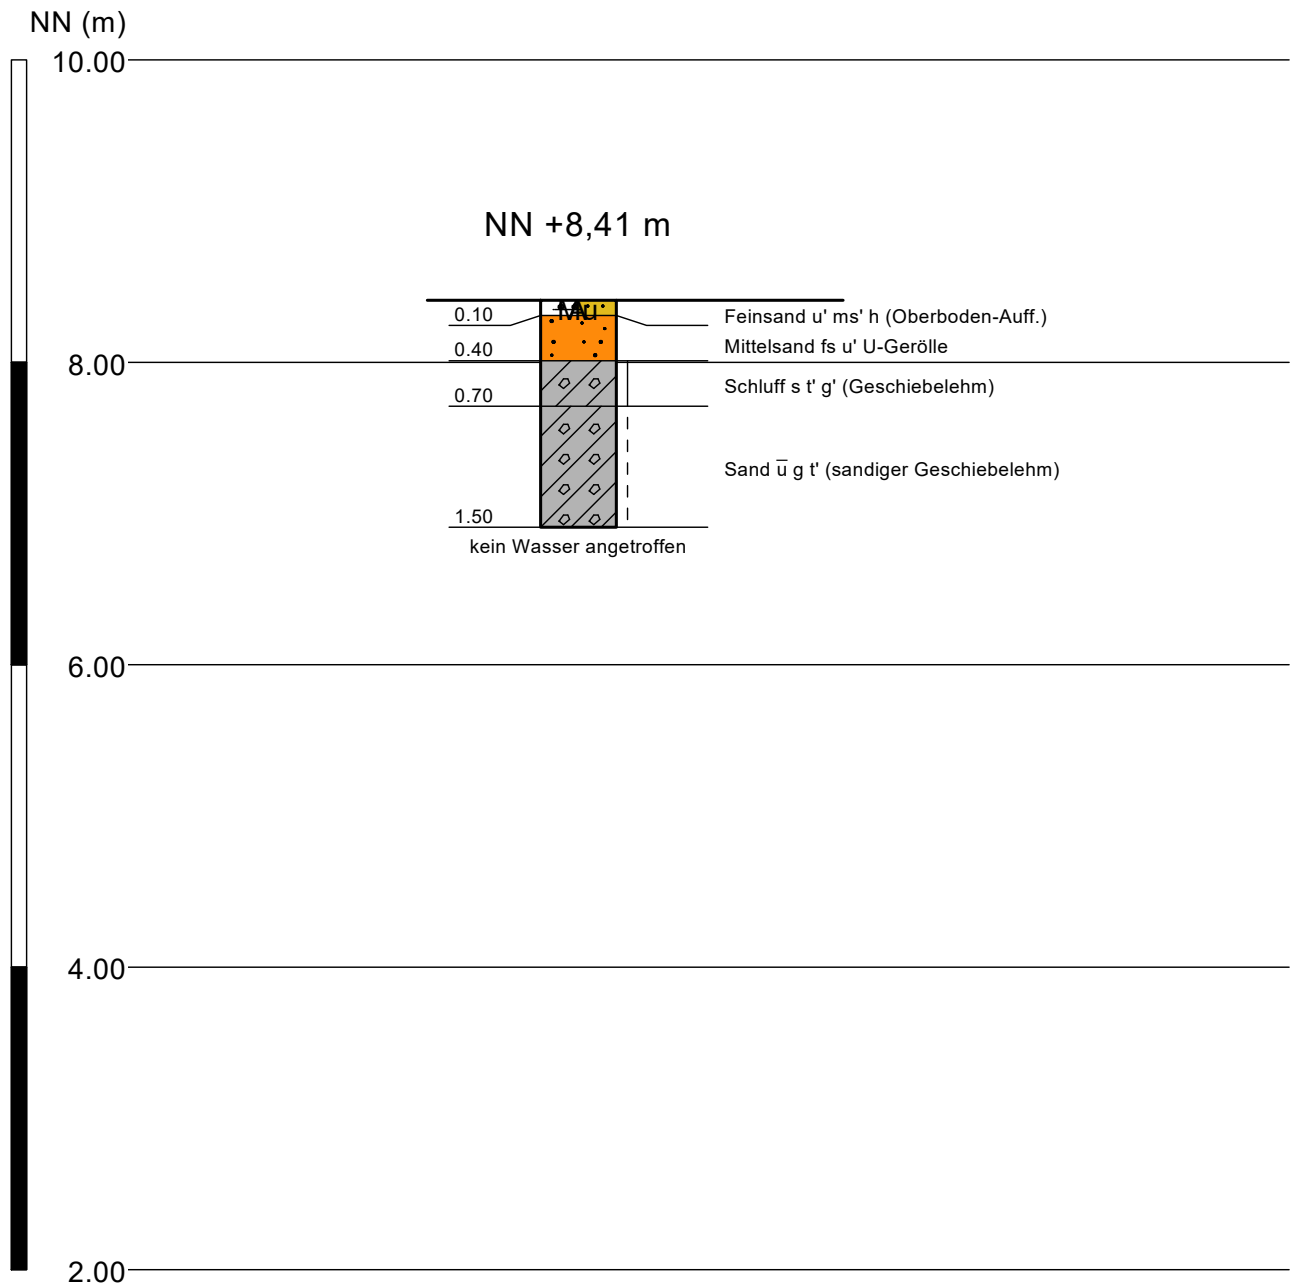 NN (m)
10.00
NN +8,41 m
Mu
0.10
Feinsand u' ms' h (Oberboden-Auff.)
0.40
Mittelsand fs u' U-Gerölle
8.00
Schluff s t' g' (Geschiebelehm)
0.70
Sand u̅ g t' (sandiger Geschiebelehm)
1.50
kein Wasser angetroffen
6.00
4.00
2.00